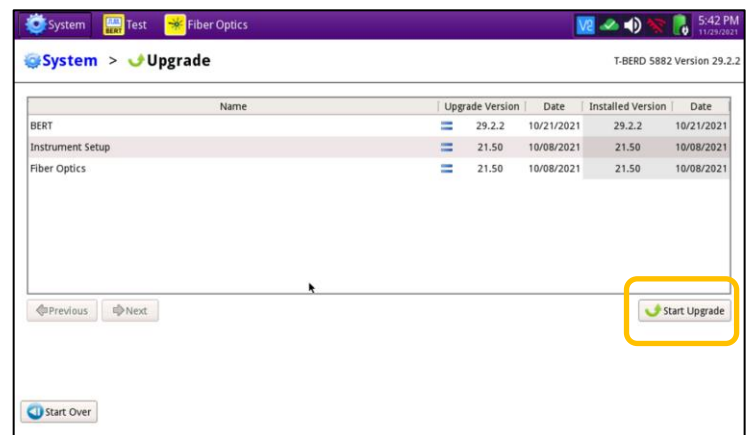 System BERT Test Fiber Optics V2 5:42 PM
11/29/2021
System > Upgrade T-BERD 5882 Version 29.2.2
Name Upgrade Version Date Installed Version Date
BERT 29.2.2 10/21/2021 29.2.2 10/21/2021
Instrument Setup 21.50 10/08/2021 21.50 10/08/2021
Fiber Optics 21.50 10/08/2021 21.50 10/08/2021
Previous Next Start Upgrade
Start Over